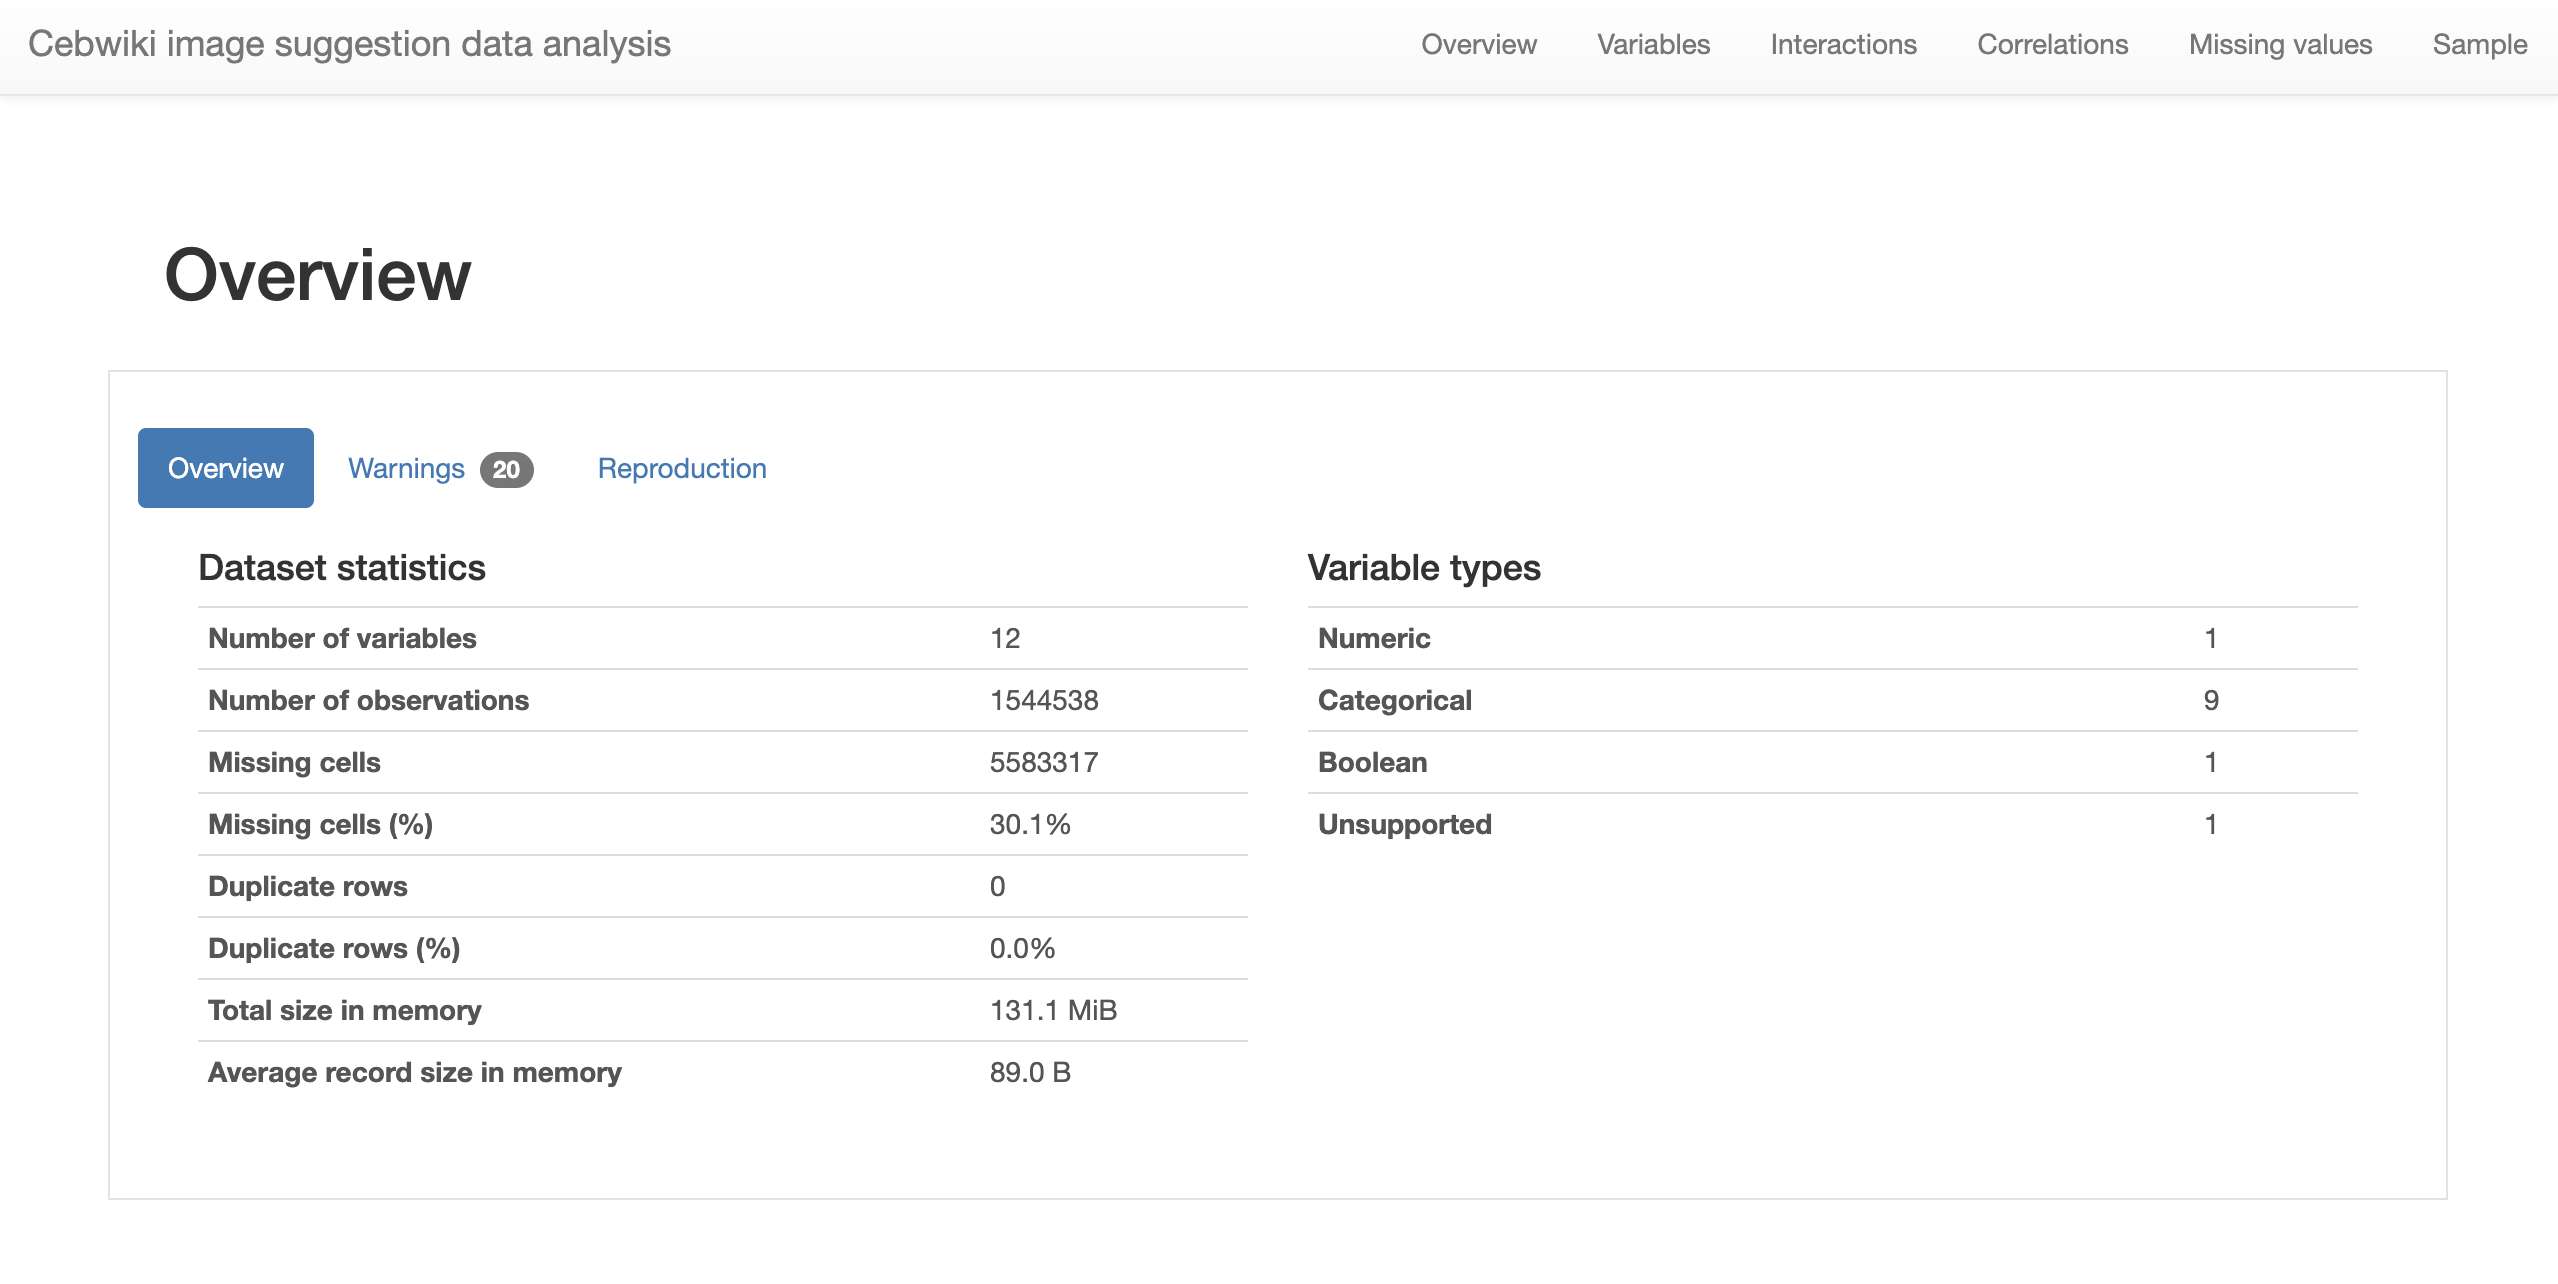 Cebwiki image suggestion data analysis
Overview Variables Interactions Correlations Missing values Sample
Overview
Overview Warnings 20 Reproduction
Dataset statistics
Number of variables 12
Number of observations 1544538
Missing cells 5583317
Missing cells (%) 30.1%
Duplicate rows 0
Duplicate rows (%) 0.0%
Total size in memory 131.1 MiB
Average record size in memory 89.0 B
Variable types
Numeric 1
Categorical 9
Boolean 1
Unsupported 1